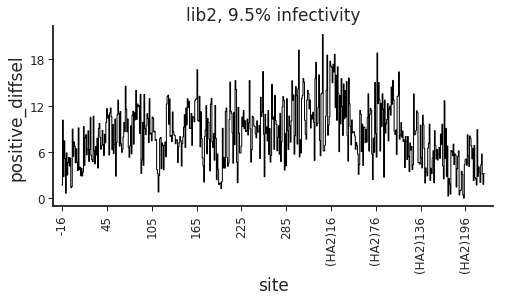 lib2, 9.5% infectivity
positive_diffsel
18
12
6
0
-16
45
105
165
225
285
(HA2)16
(HA2)76
(HA2)136
(HA2)196
site